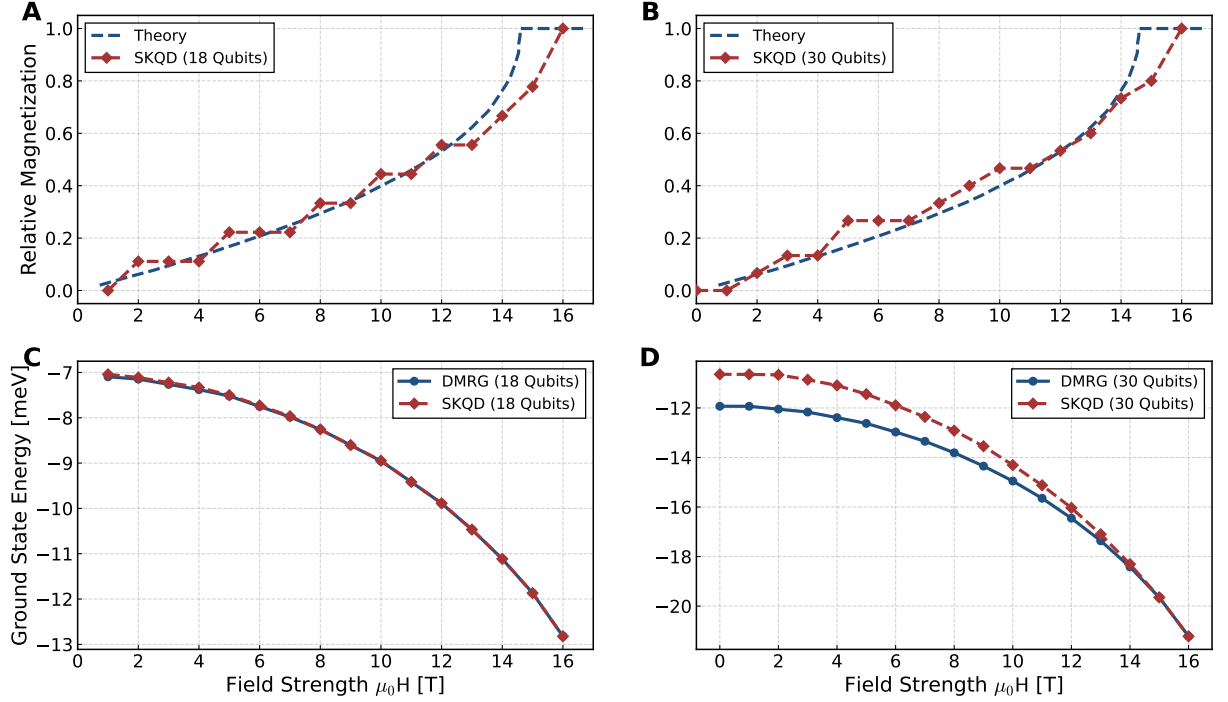 A
Theory
SKQD (18 Qubits)
Relative Magnetization
1.0
0.8
0.6
0.4
0.2
0.0
0 2 4 6 8 10 12 14 16
B
Theory
SKQD (30 Qubits)
1.0
0.8
0.6
0.4
0.2
0.0
0 2 4 6 8 10 12 14 16
C
DMRG (18 Qubits)
SKQD (18 Qubits)
Ground State Energy [meV]
−7
−8
−9
−10
−11
−12
−13
0 2 4 6 8 10 12 14 16
Field Strength μ₀H [T]
D
DMRG (30 Qubits)
SKQD (30 Qubits)
−12
−14
−16
−18
−20
0 2 4 6 8 10 12 14 16
Field Strength μ₀H [T]